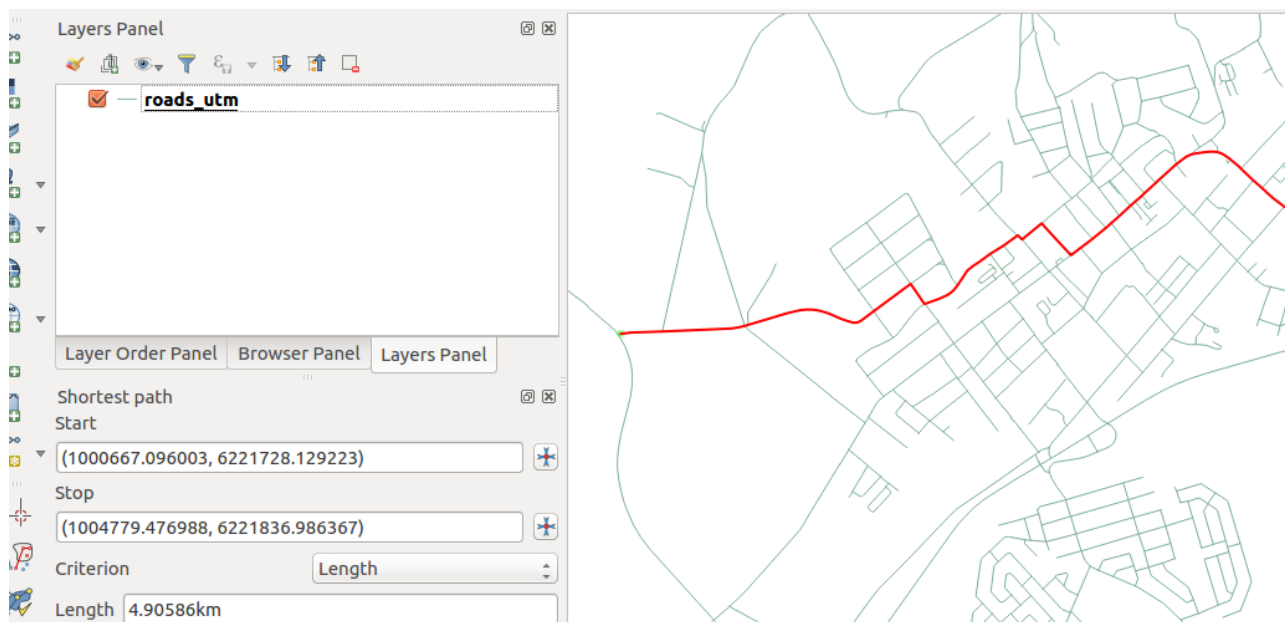 Layers Panel
roads_utm
Layer Order Panel
Browser Panel
Layers Panel
Shortest path
Start
(1000667.096003, 6221728.129223)
Stop
(1004779.476988, 6221836.986367)
Criterion
Length
Length
4.90586km